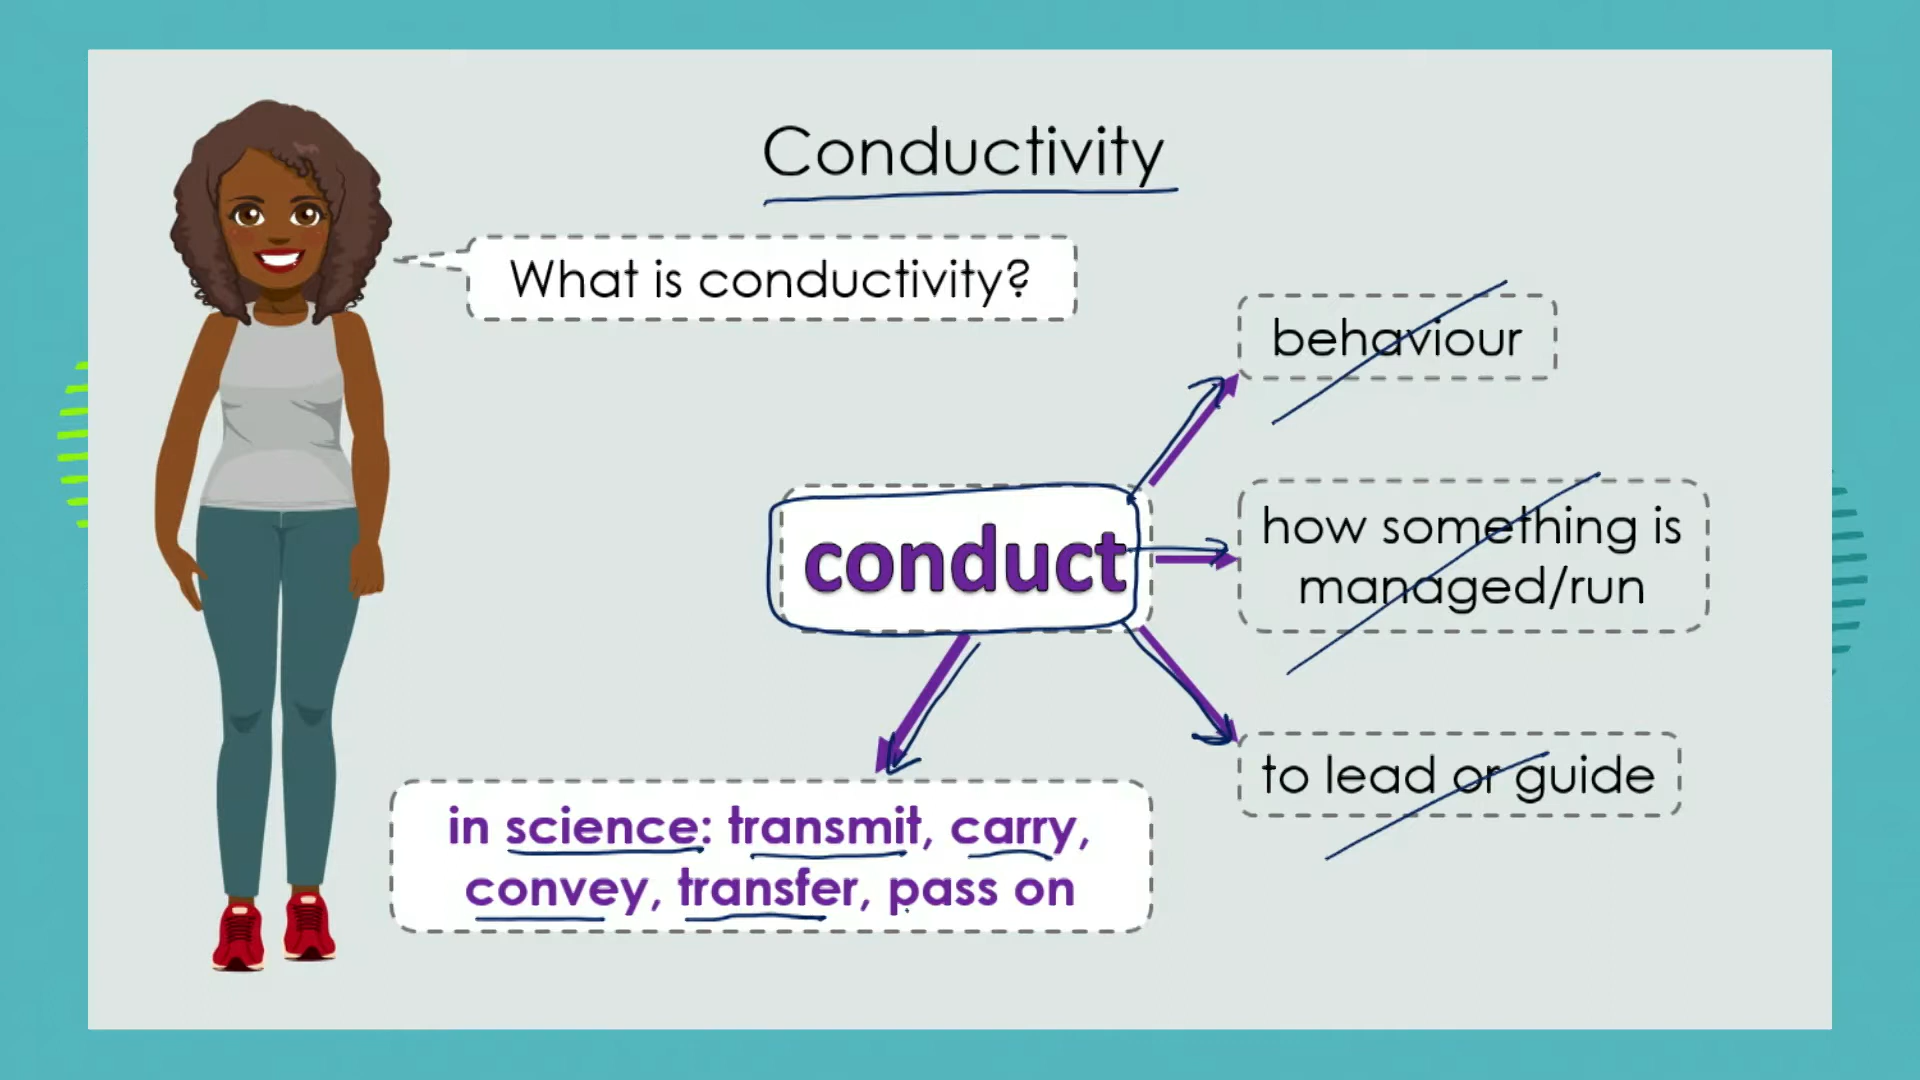 Conductivity
What is conductivity?
behaviour
conduct
how something is
managed/run
to lead or guide
in science: transmit, carry,
convey, transfer, pass on